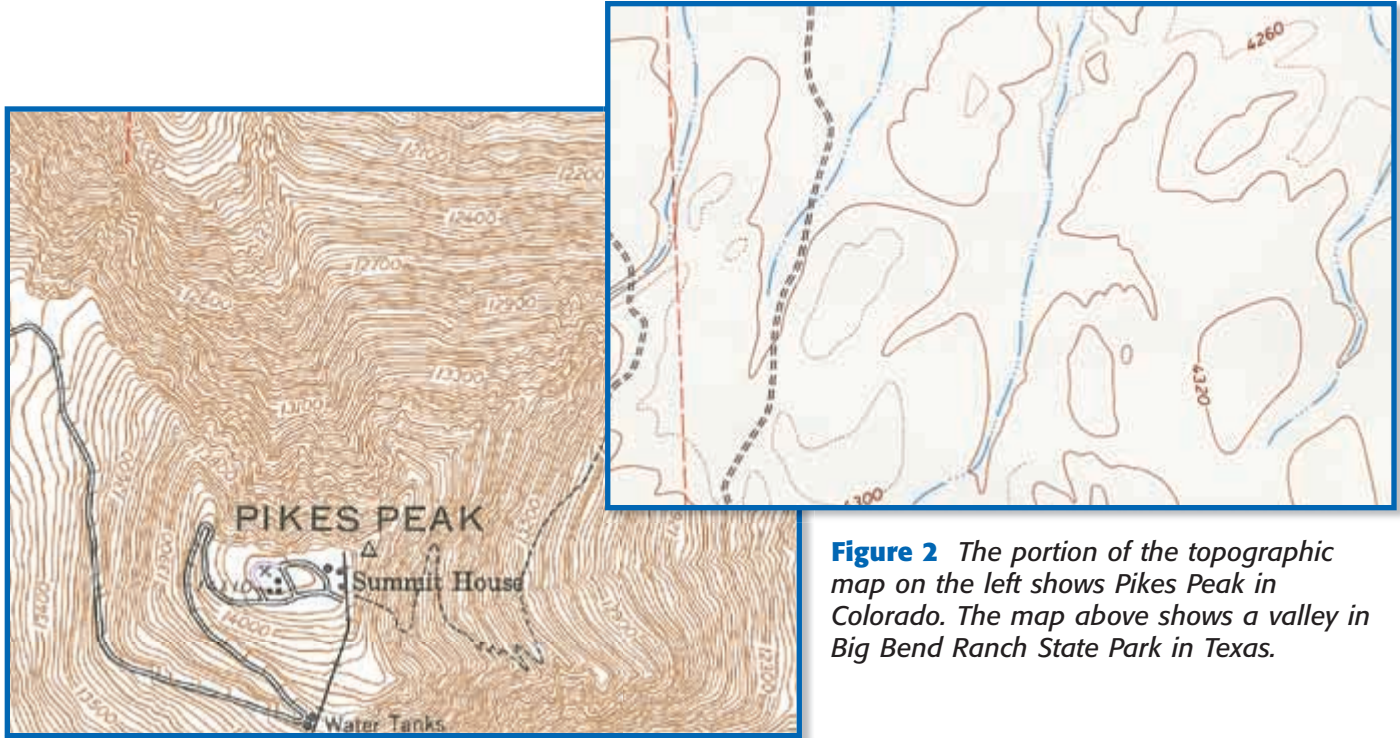 4260
4320
4300
12200
12400
12700
12600
12900
13300
13100
PIKES PEAK
Summit House
14000
13400
Water Tanks
Figure 2 The portion of the topographic
map on the left shows Pikes Peak in
Colorado. The map above shows a valley in
Big Bend Ranch State Park in Texas.